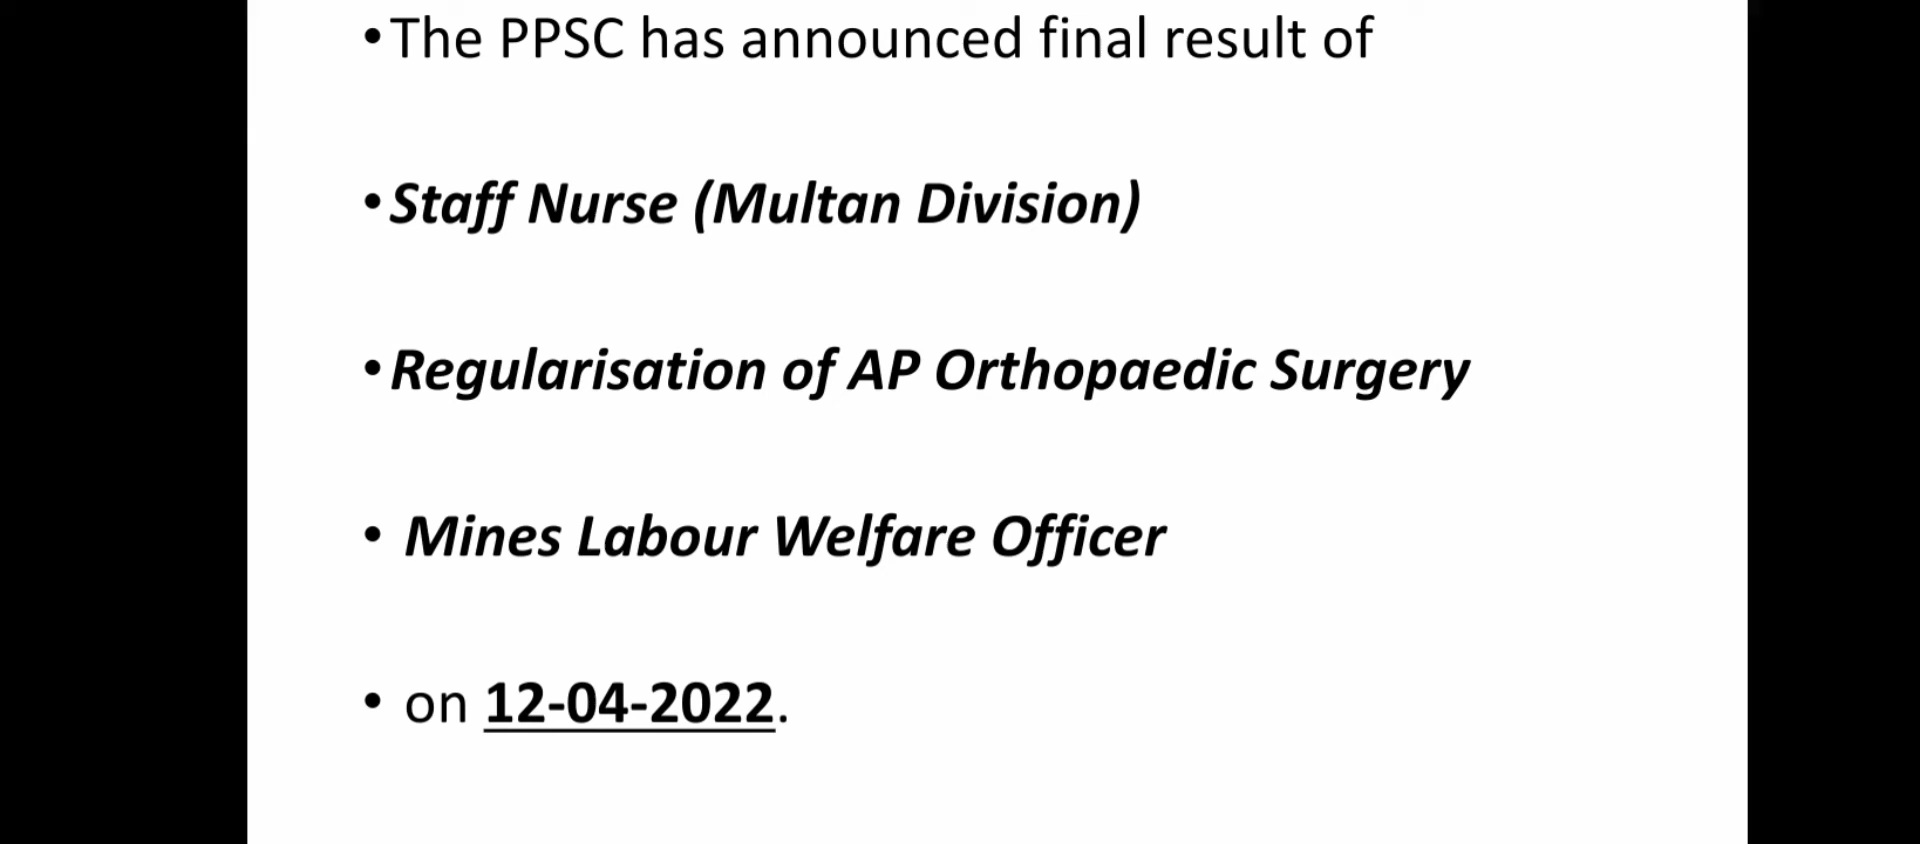 •The PPSC has announced final result of
•Staff Nurse (Multan Division)
•Regularisation of AP Orthopaedic Surgery
• Mines Labour Welfare Officer
• on 12-04-2022.